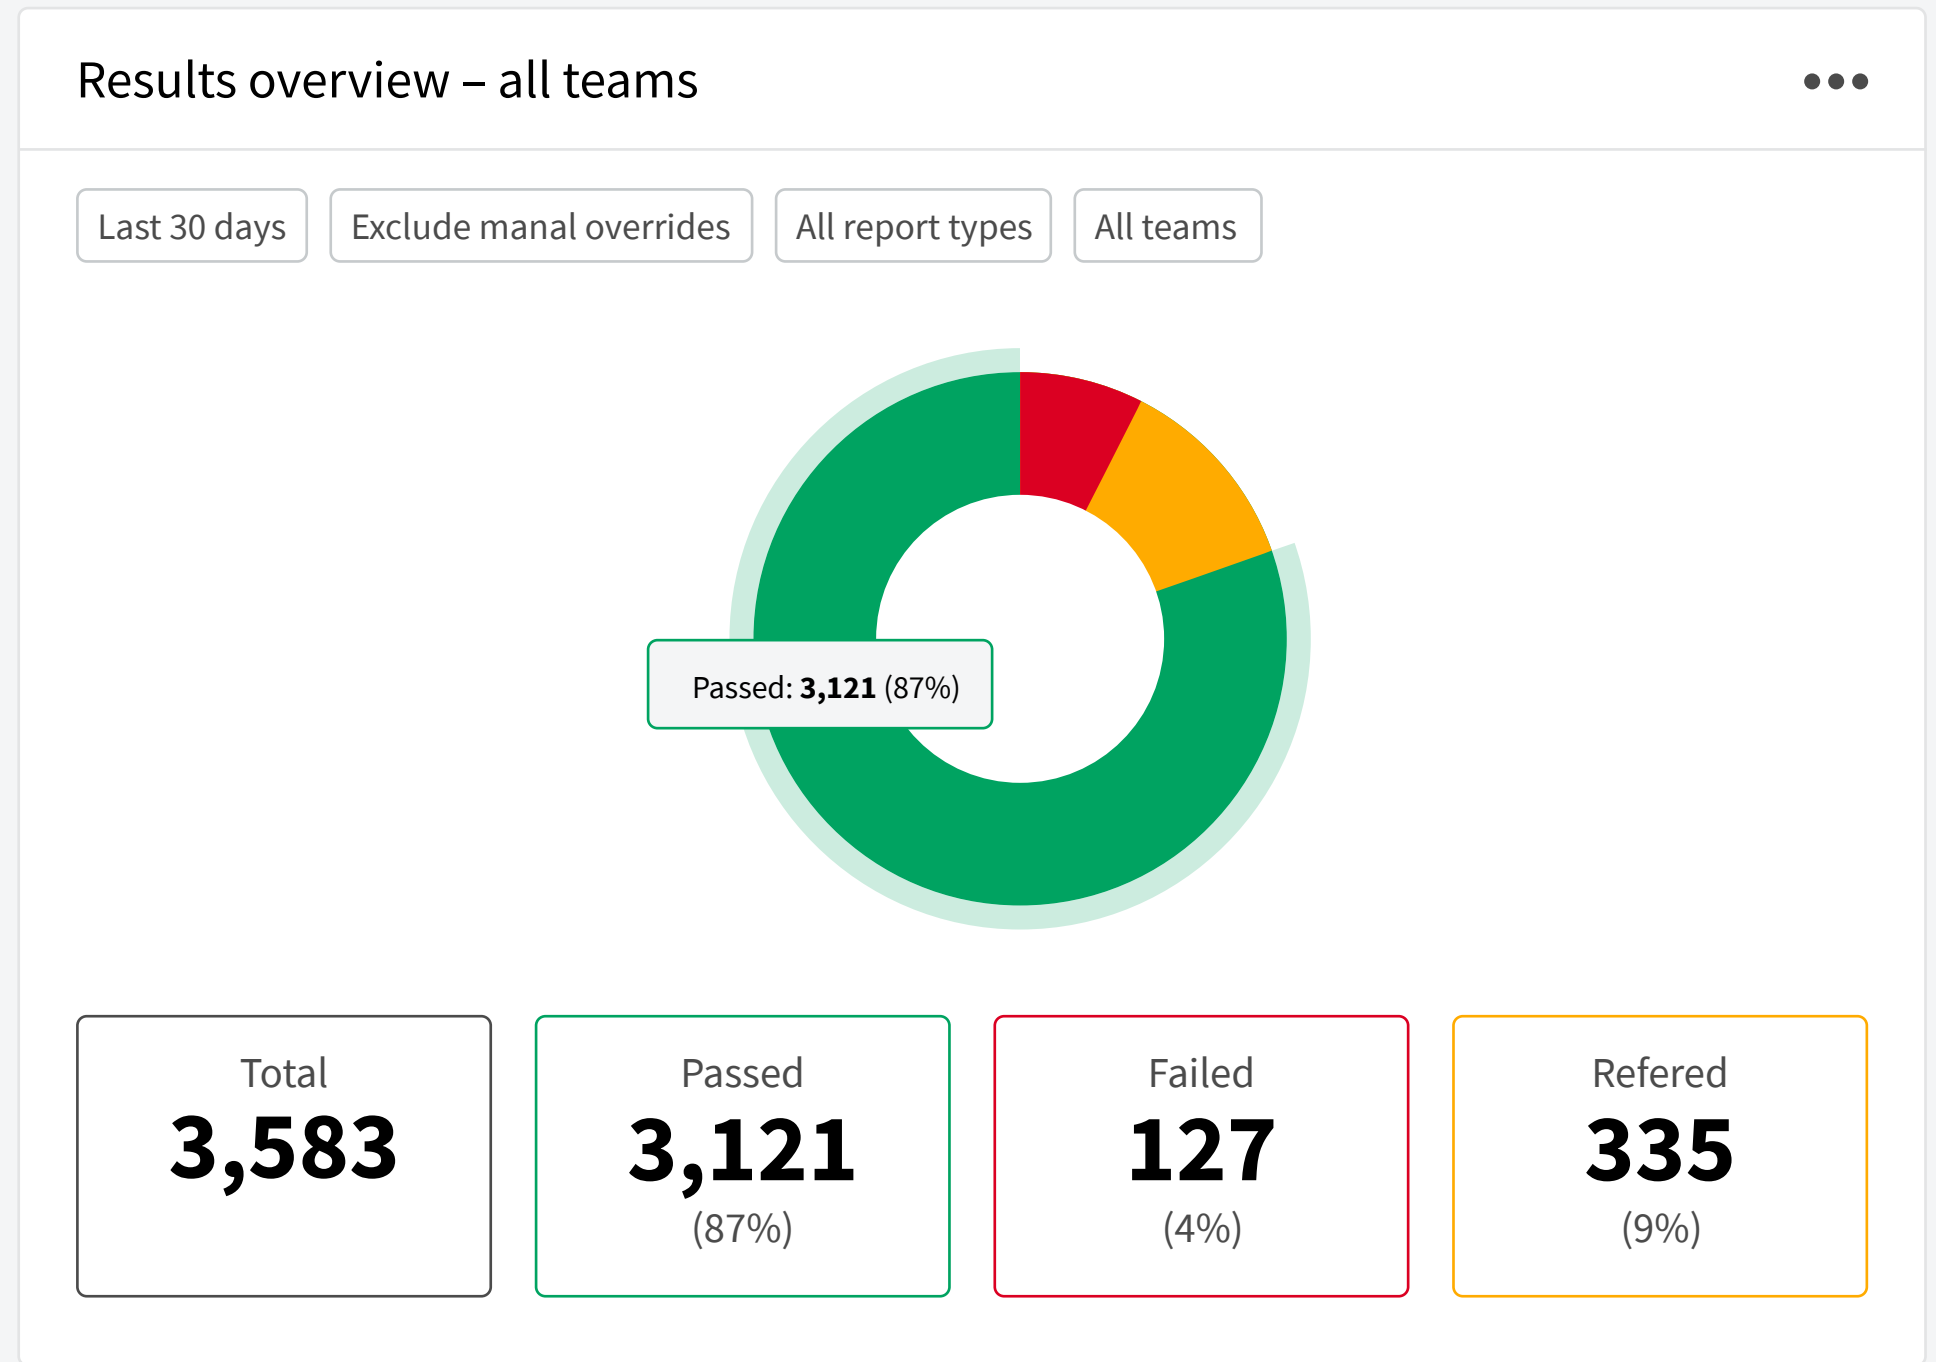 Results overview – all teams
Last 30 days
Exclude manal overrides
All report types
All teams
Passed: 3,121 (87%)
Total
3,583
Passed
3,121
(87%)
Failed
127
(4%)
Refered
335
(9%)